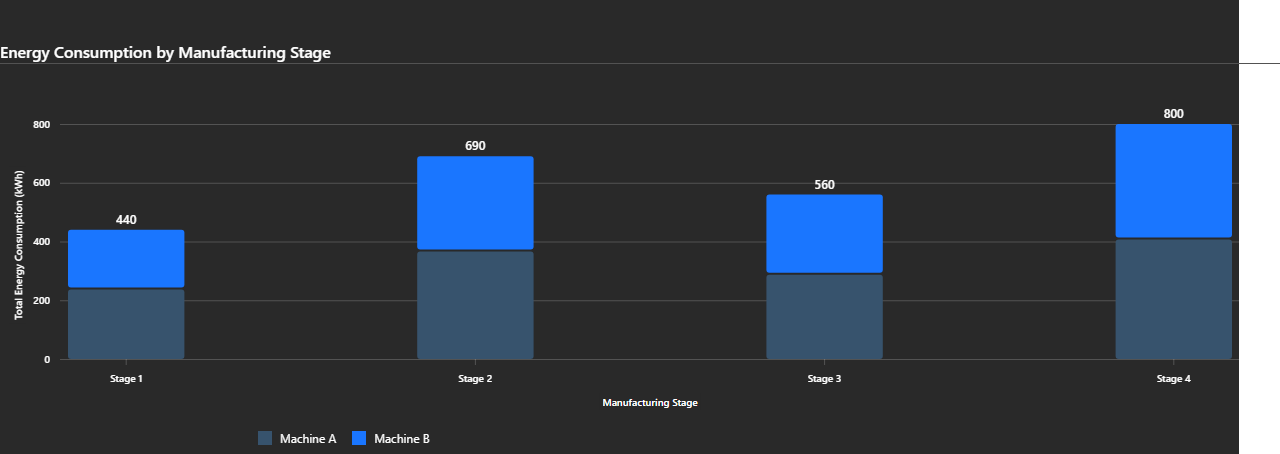 Energy Consumption by Manufacturing Stage
Total Energy Consumption (kWh)
800
600
400
200
0
440
690
560
800
Stage 1
Stage 2
Stage 3
Stage 4
Manufacturing Stage
Machine A
Machine B